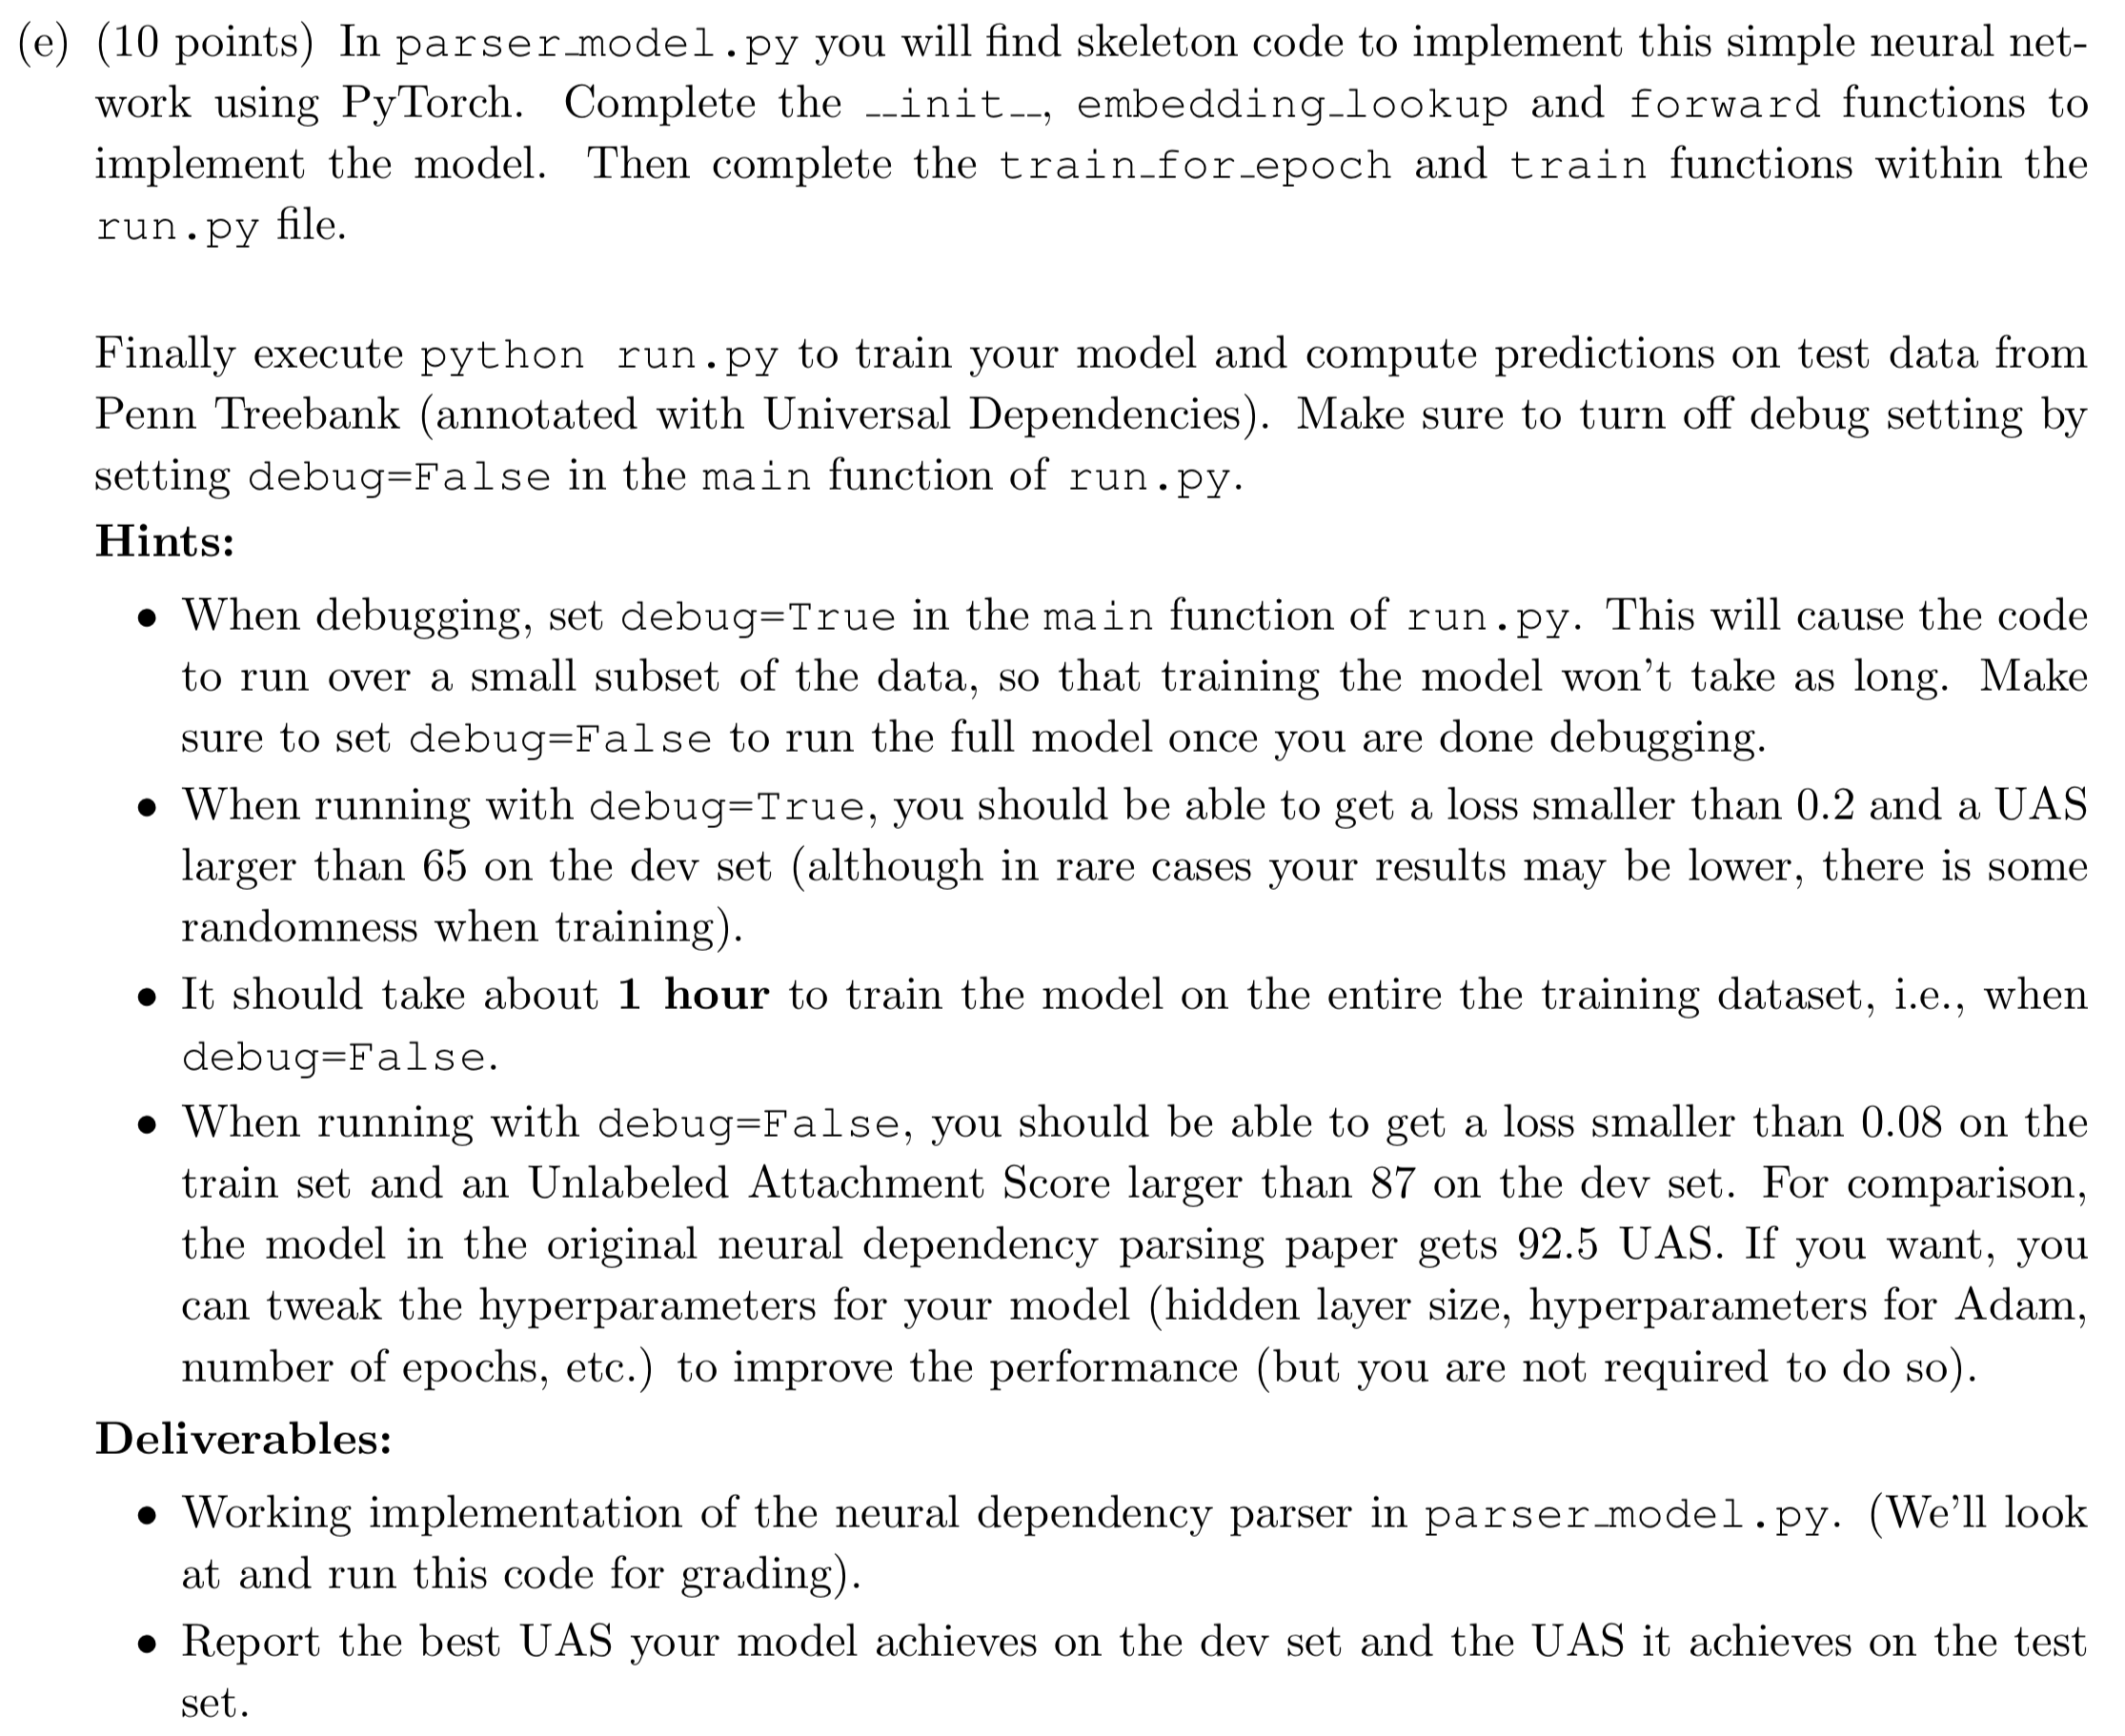 (e) (10 points) In parser_model.py you will find skeleton code to implement this simple neural net-
work using PyTorch. Complete the __init__, embedding_lookup and forward functions to
implement the model. Then complete the train_for_epoch and train functions within the
run.py file.
Finally execute python run.py to train your model and compute predictions on test data from
Penn Treebank (annotated with Universal Dependencies). Make sure to turn off debug setting by
setting debug=False in the main function of run.py.
Hints:
• When debugging, set debug=True in the main function of run.py. This will cause the code
to run over a small subset of the data, so that training the model won't take as long. Make
sure to set debug=False to run the full model once you are done debugging.
• When running with debug=True, you should be able to get a loss smaller than 0.2 and a UAS
larger than 65 on the dev set (although in rare cases your results may be lower, there is some
randomness when training).
• It should take about 1 hour to train the model on the entire the training dataset, i.e., when
debug=False.
• When running with debug=False, you should be able to get a loss smaller than 0.08 on the
train set and an Unlabeled Attachment Score larger than 87 on the dev set. For comparison,
the model in the original neural dependency parsing paper gets 92.5 UAS. If you want, you
can tweak the hyperparameters for your model (hidden layer size, hyperparameters for Adam,
number of epochs, etc.) to improve the performance (but you are not required to do so).
Deliverables:
• Working implementation of the neural dependency parser in parser_model.py. (We'll look
at and run this code for grading).
• Report the best UAS your model achieves on the dev set and the UAS it achieves on the test
set.